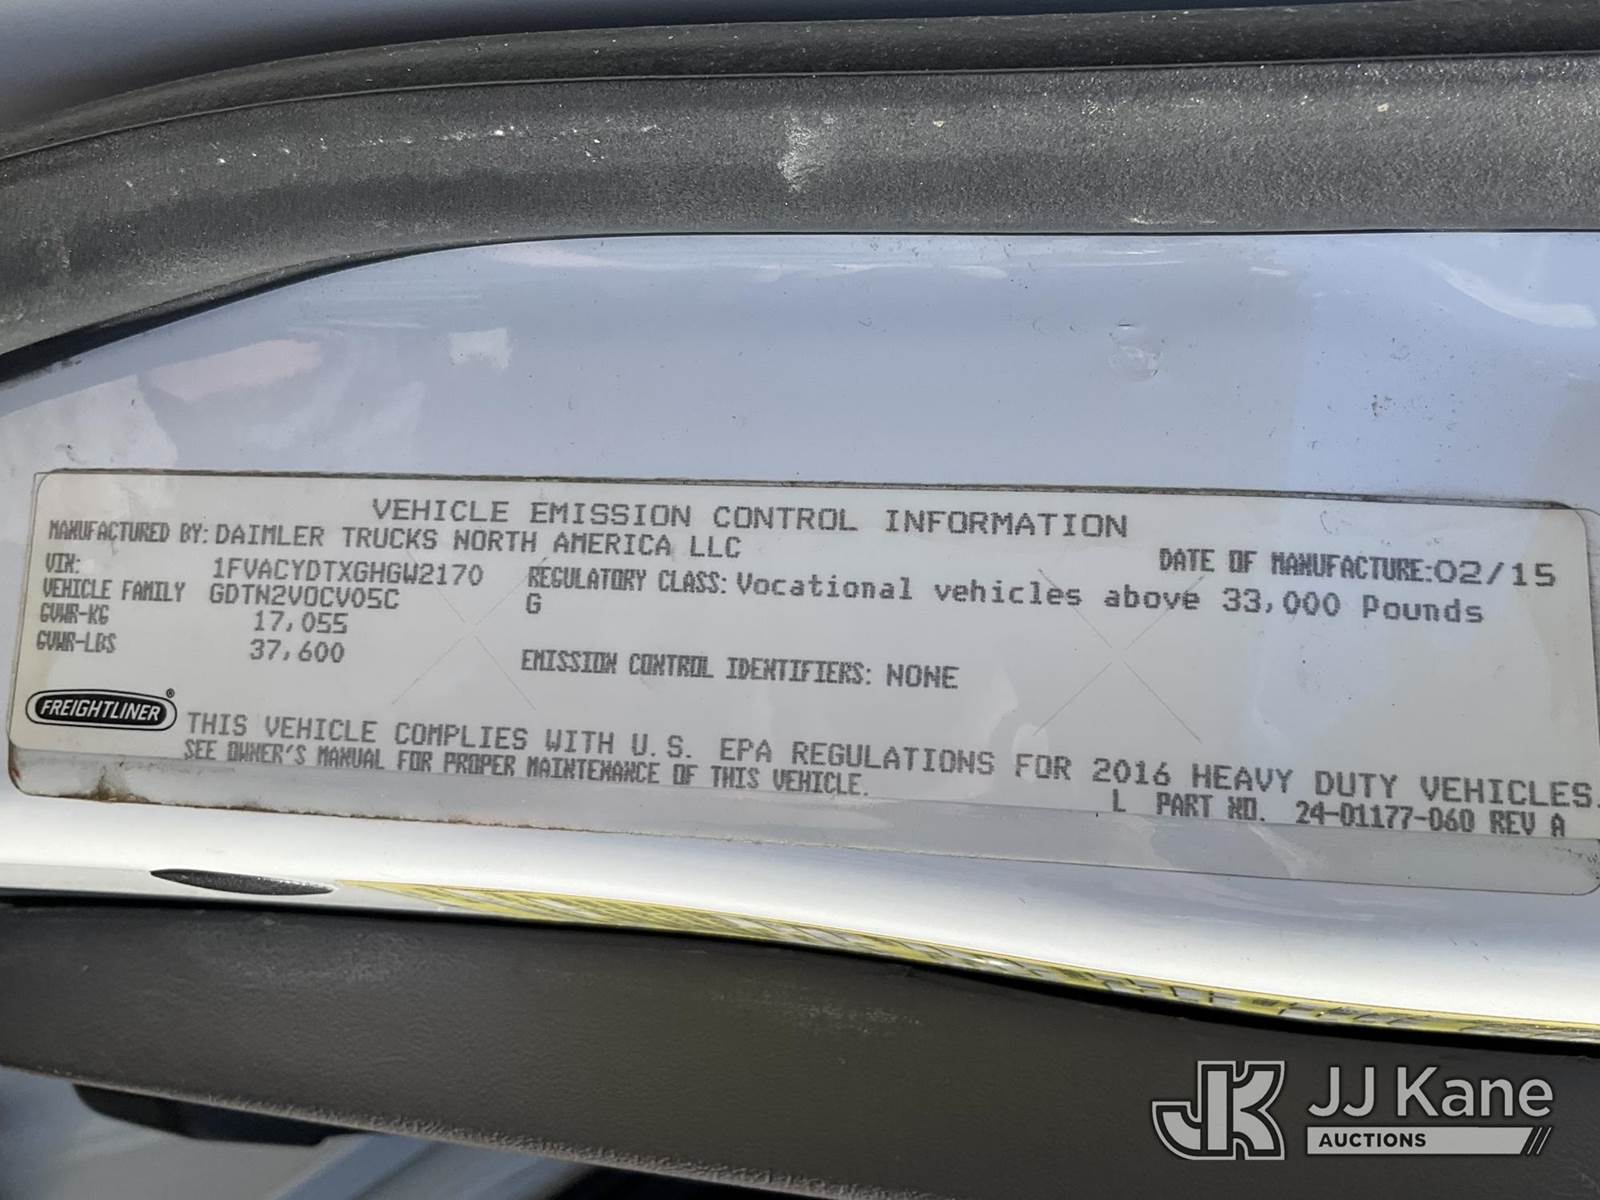 VEHICLE EMISSION CONTROL INFORMATION
MANUFACTURED BY: DAIMLER TRUCKS NORTH AMERICA LLC
DATE OF MANUFACTURE: 02/15
VIN: 1FVACYDTXGHGW2170
REGULATORY CLASS: Vocational vehicles above 33,000 Pounds
VEHICLE FAMILY GDTN2VOCV05C
G
GVWR-KG 17,055
GVWR-LBS 37,600
EMISSION CONTROL IDENTIFIERS: NONE
FREIGHTLINER®
THIS VEHICLE COMPLIES WITH U.S. EPA REGULATIONS FOR 2016 HEAVY DUTY VEHICLES.
SEE OWNER'S MANUAL FOR PROPER MAINTENANCE OF THIS VEHICLE.
L PART NO. 24-01177-060 REV A
JK JJ Kane
AUCTIONS